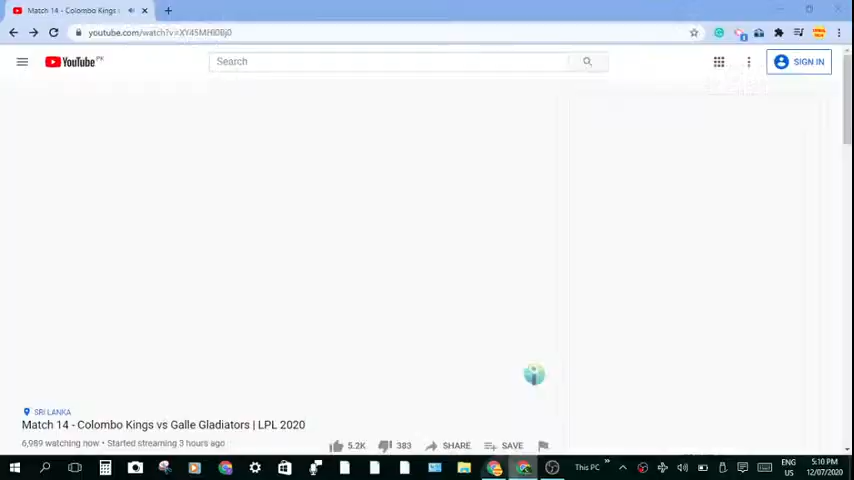 Match 14 - Colombo Kings
youtube.com/watch?v=
YouTube PK
Search
SIGN IN
SRI LANKA
Match 14 - Colombo Kings vs Galle Gladiators | LPL 2020
6,989 watching now • Started streaming 3 hours ago
5.2K
383
SHARE
SAVE
This PC
ENG
US
5:10 PM
12/07/2020